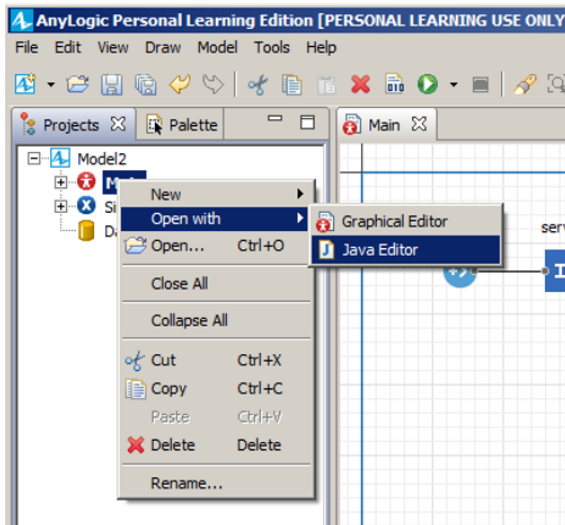 AnyLogic Personal Learning Edition [PERSONAL LEARNING USE ONLY
File Edit View Draw Model Tools Help
Projects Palette Main
Model2
New
Open with
Graphical Editor
Java Editor
Open... Ctrl+O
Close All
Collapse All
Cut Ctrl+X
Copy Ctrl+C
Paste Ctrl+V
Delete Delete
Rename...